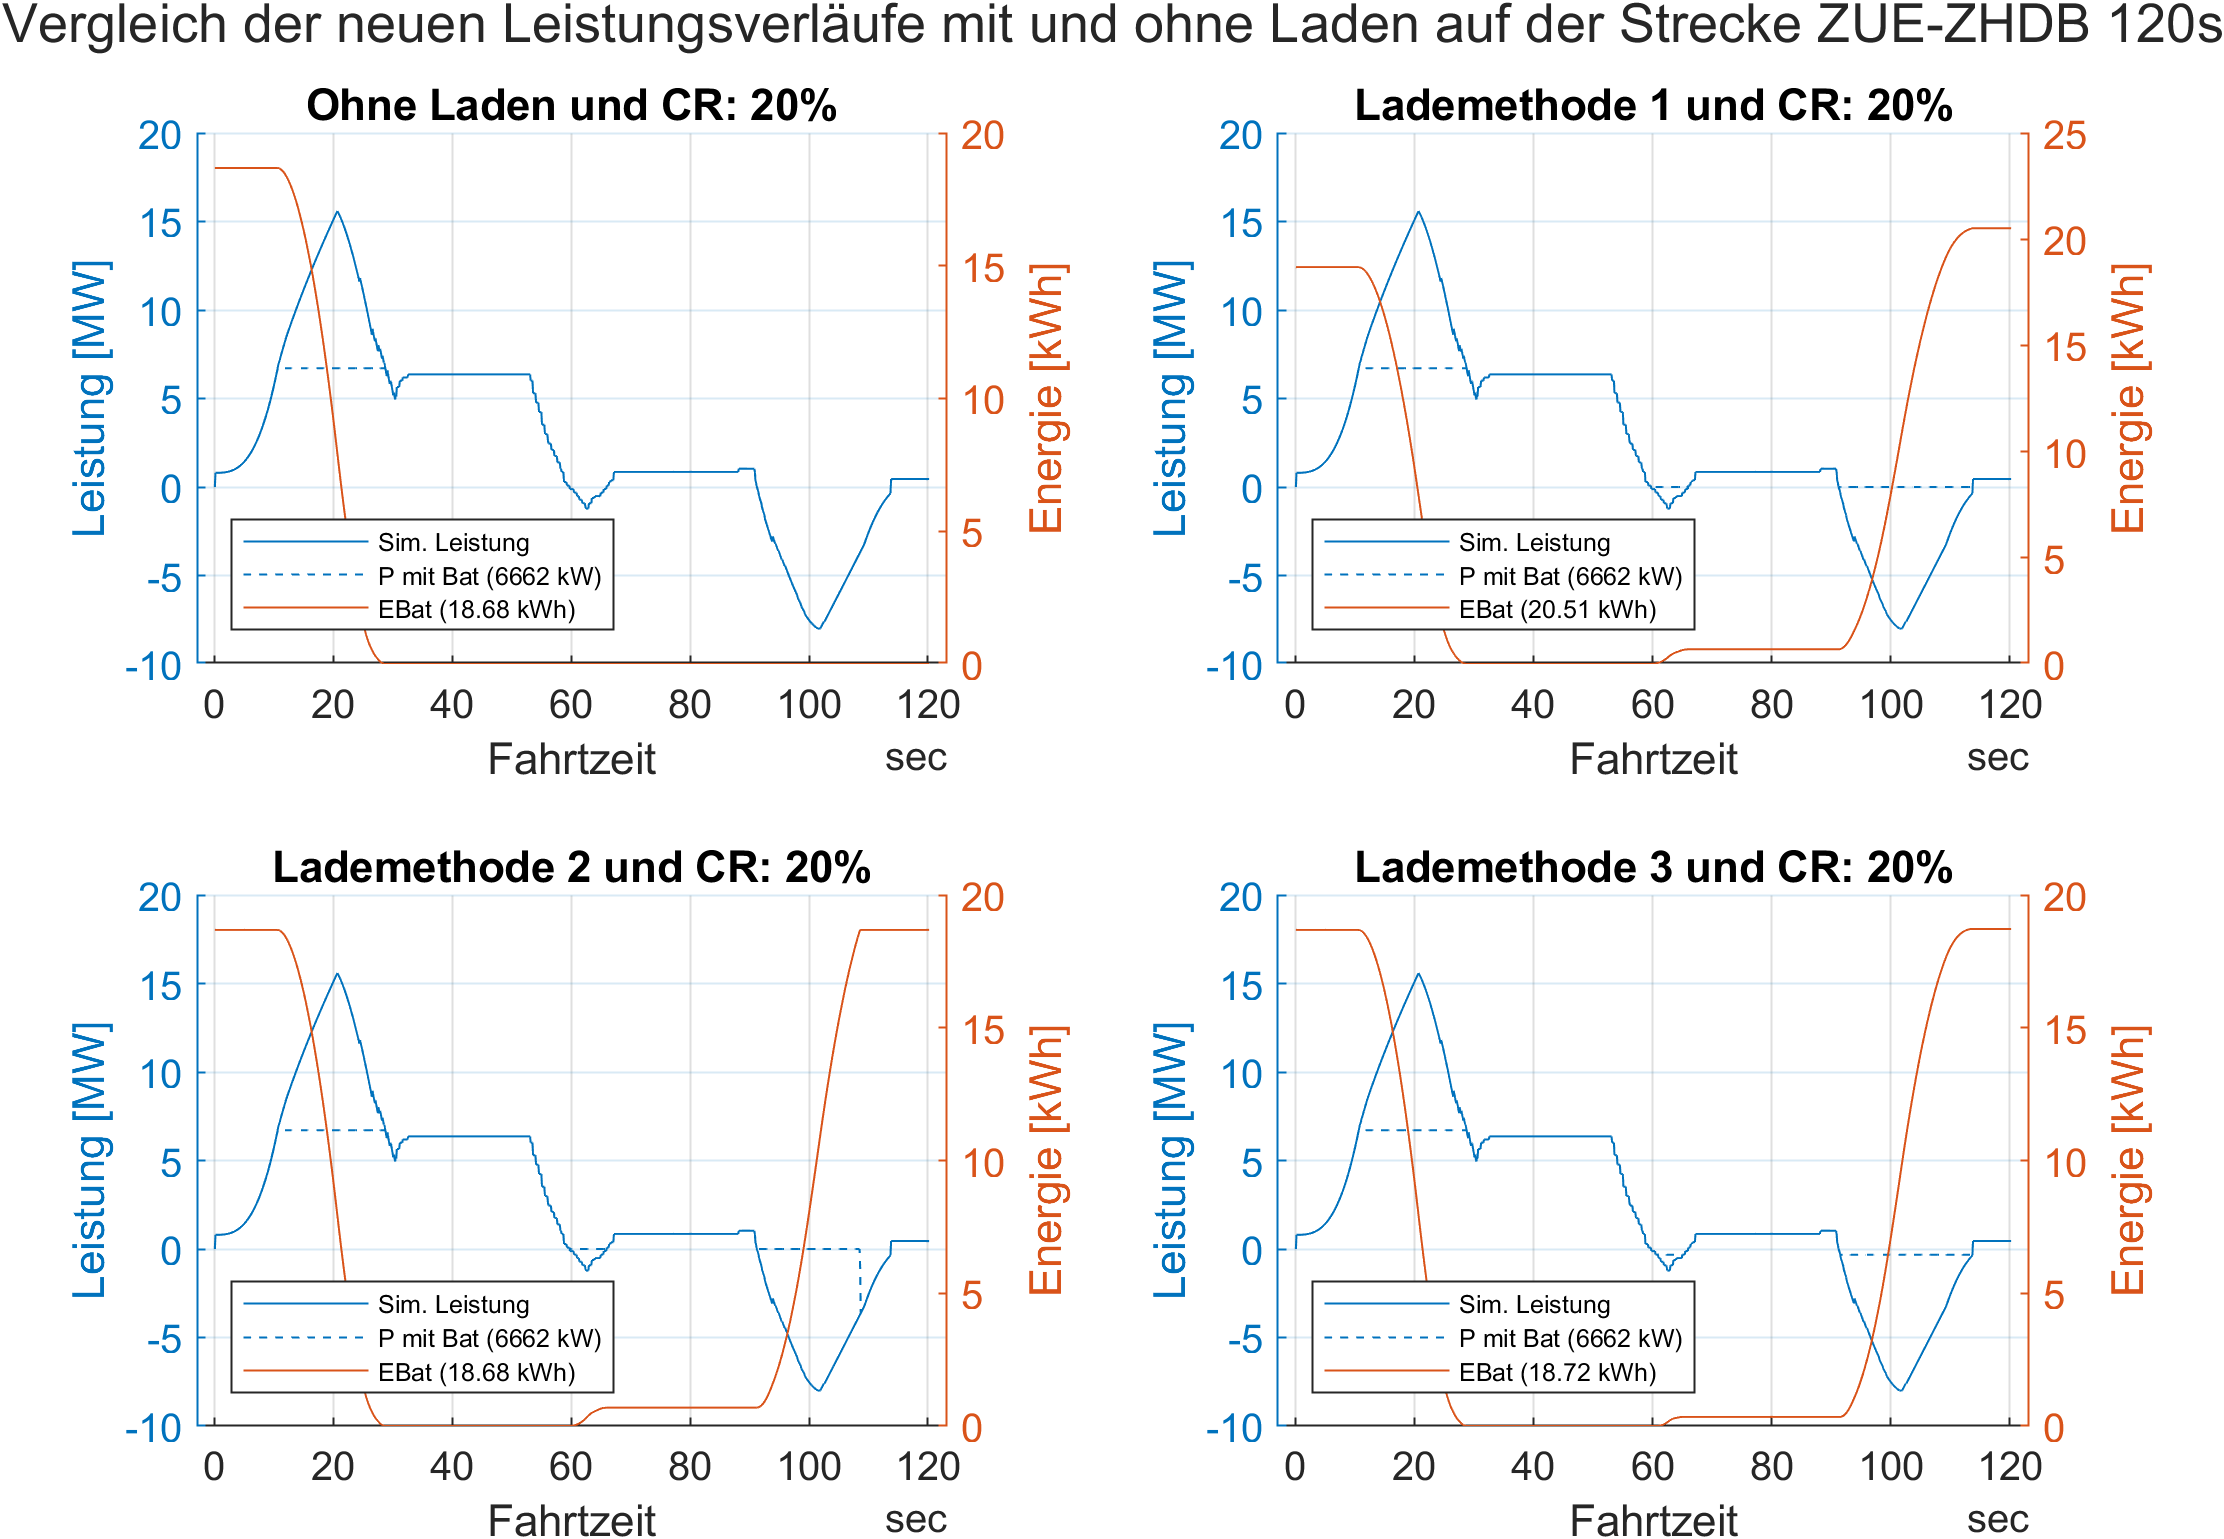 Vergleich der neuen Leistungsverläufe mit und ohne Laden auf der Strecke ZUE-ZHDB 120s
Ohne Laden und CR: 20%
20
15
10
5
0
-5
-10
Leistung [MW]
20
15
10
5
0
Energie [kWh]
Sim. Leistung
P mit Bat (6662 kW)
EBat (18.68 kWh)
0 20 40 60 80 100 120
Fahrtzeit sec
Lademethode 1 und CR: 20%
20
15
10
5
0
-5
-10
Leistung [MW]
25
20
15
10
5
0
Energie [kWh]
Sim. Leistung
P mit Bat (6662 kW)
EBat (20.51 kWh)
0 20 40 60 80 100 120
Fahrtzeit sec
Lademethode 2 und CR: 20%
20
15
10
5
0
-5
-10
Leistung [MW]
20
15
10
5
0
Energie [kWh]
Sim. Leistung
P mit Bat (6662 kW)
EBat (18.68 kWh)
0 20 40 60 80 100 120
Fahrtzeit sec
Lademethode 3 und CR: 20%
20
15
10
5
0
-5
-10
Leistung [MW]
20
15
10
5
0
Energie [kWh]
Sim. Leistung
P mit Bat (6662 kW)
EBat (18.72 kWh)
0 20 40 60 80 100 120
Fahrtzeit sec